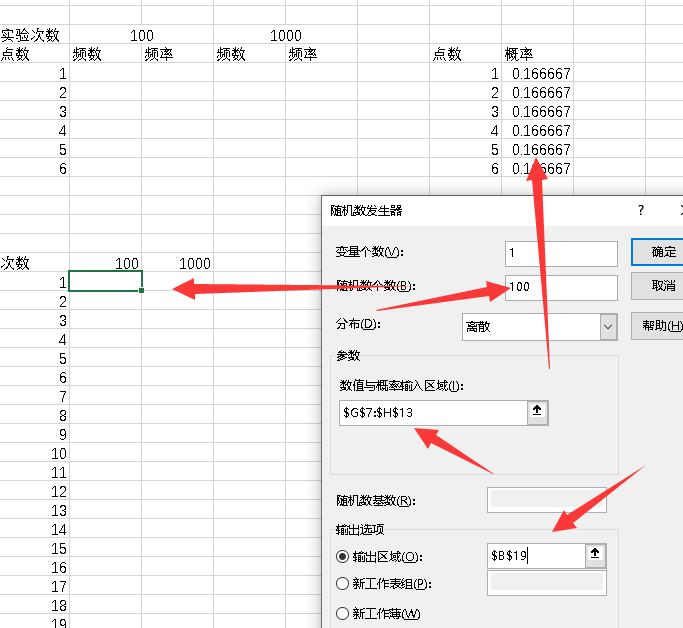 实验次数 100 1000
点数 频数 频率 频数 频率 点数 概率
1 1 0.166667
2 2 0.166667
3 3 0.166667
4 4 0.166667
5 5 0.166667
6 6
随机数发生器 ?
变量个数(V): 1 确定
次数 100 1000
1 随机数个数(B): 100 取消
2
3 分布(D): 离散 帮助(H)
4
5 参数
6 数值与概率输入区域(I):
7
8 $G$7:$H$13
9
10
11
12
13 随机数基数(R):
14 输出选项
15
16 输出区域(O): $B$19
17 新工作表组(P):
18
19 新工作薄(W)